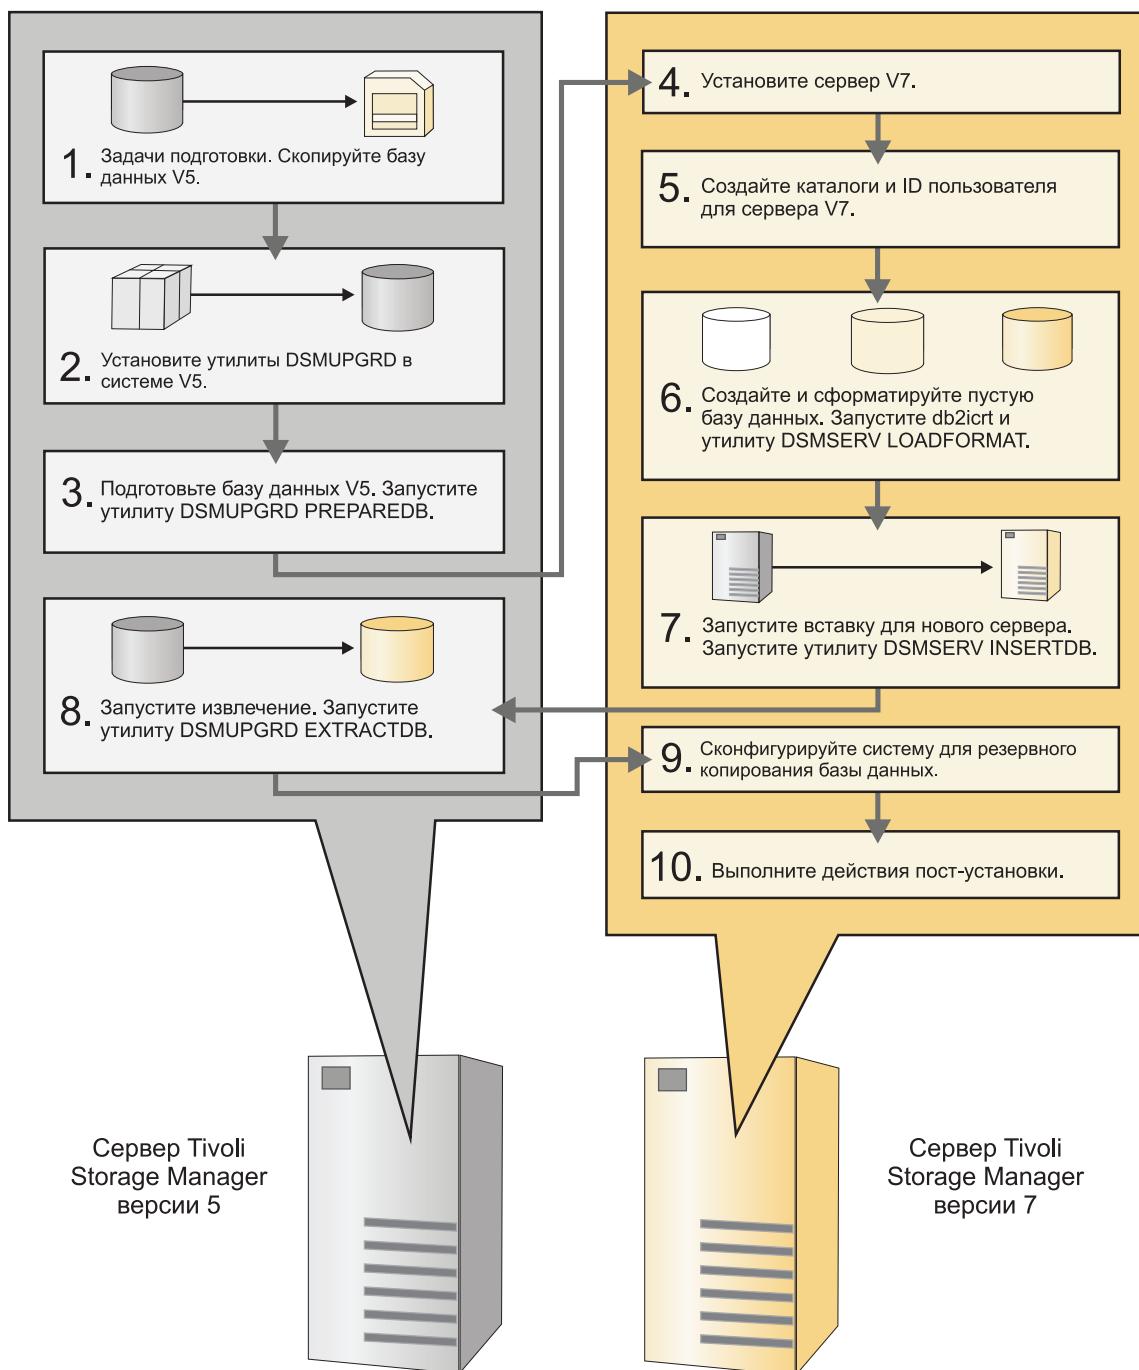 1. Задачи подготовки. Скопируйте базу
данных V5.
2. Установите утилиты DSMUPGRD в
системе V5.
3. Подготовьте базу данных V5. Запустите
утилиту DSMUPGRD PREPAREDB.
4. Установите сервер V7.
5. Создайте каталоги и ID пользователя
для сервера V7.
6. Создайте и сформатируйте пустую
базу данных. Запустите db2icrt и
утилиту DSMSERV LOADFORMAT.
7. Запустите вставку для нового сервера.
Запустите утилиту DSMSERV INSERTDB.
8. Запустите извлечение. Запустите
утилиту DSMUPGRD EXTRACTDB.
9. Сконфигурируйте систему для резервного
копирования базы данных.
10. Выполните действия пост-установки.
Сервер Tivoli
Storage Manager
версии 5
Сервер Tivoli
Storage Manager
версии 7